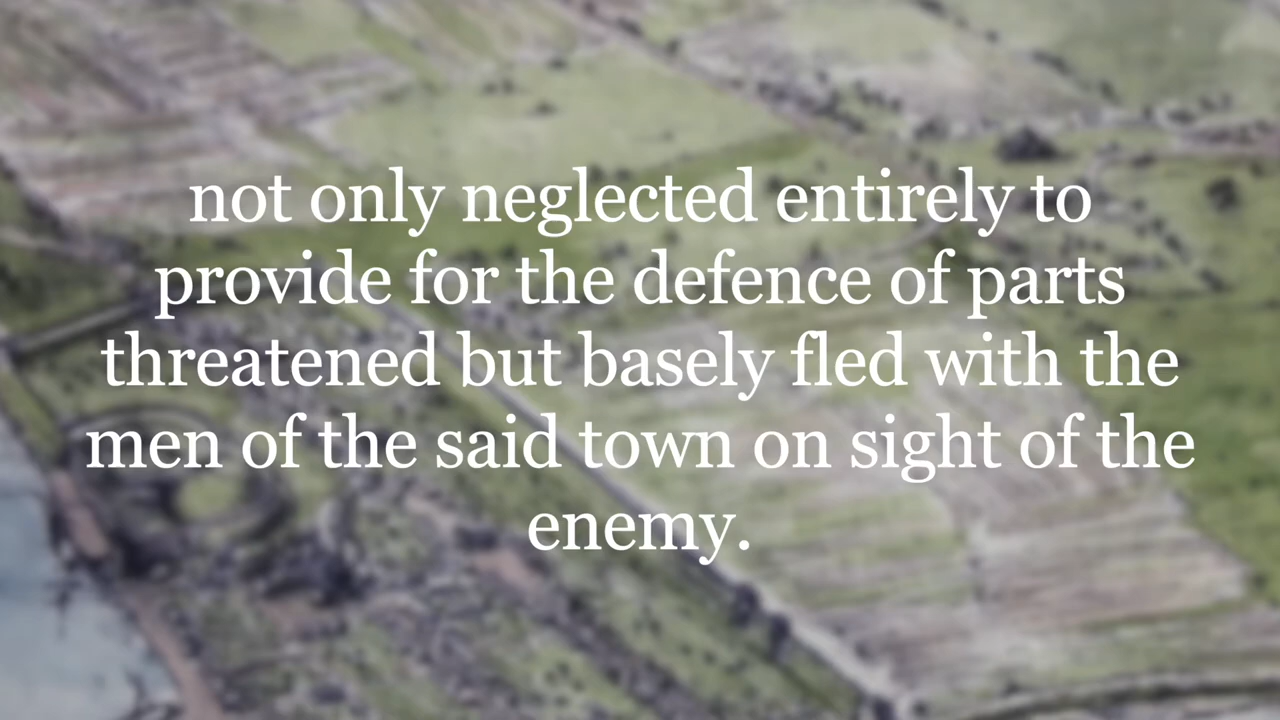 not only neglected entirely to
provide for the defence of parts
threatened but basely fled with the
men of the said town on sight of the
enemy.